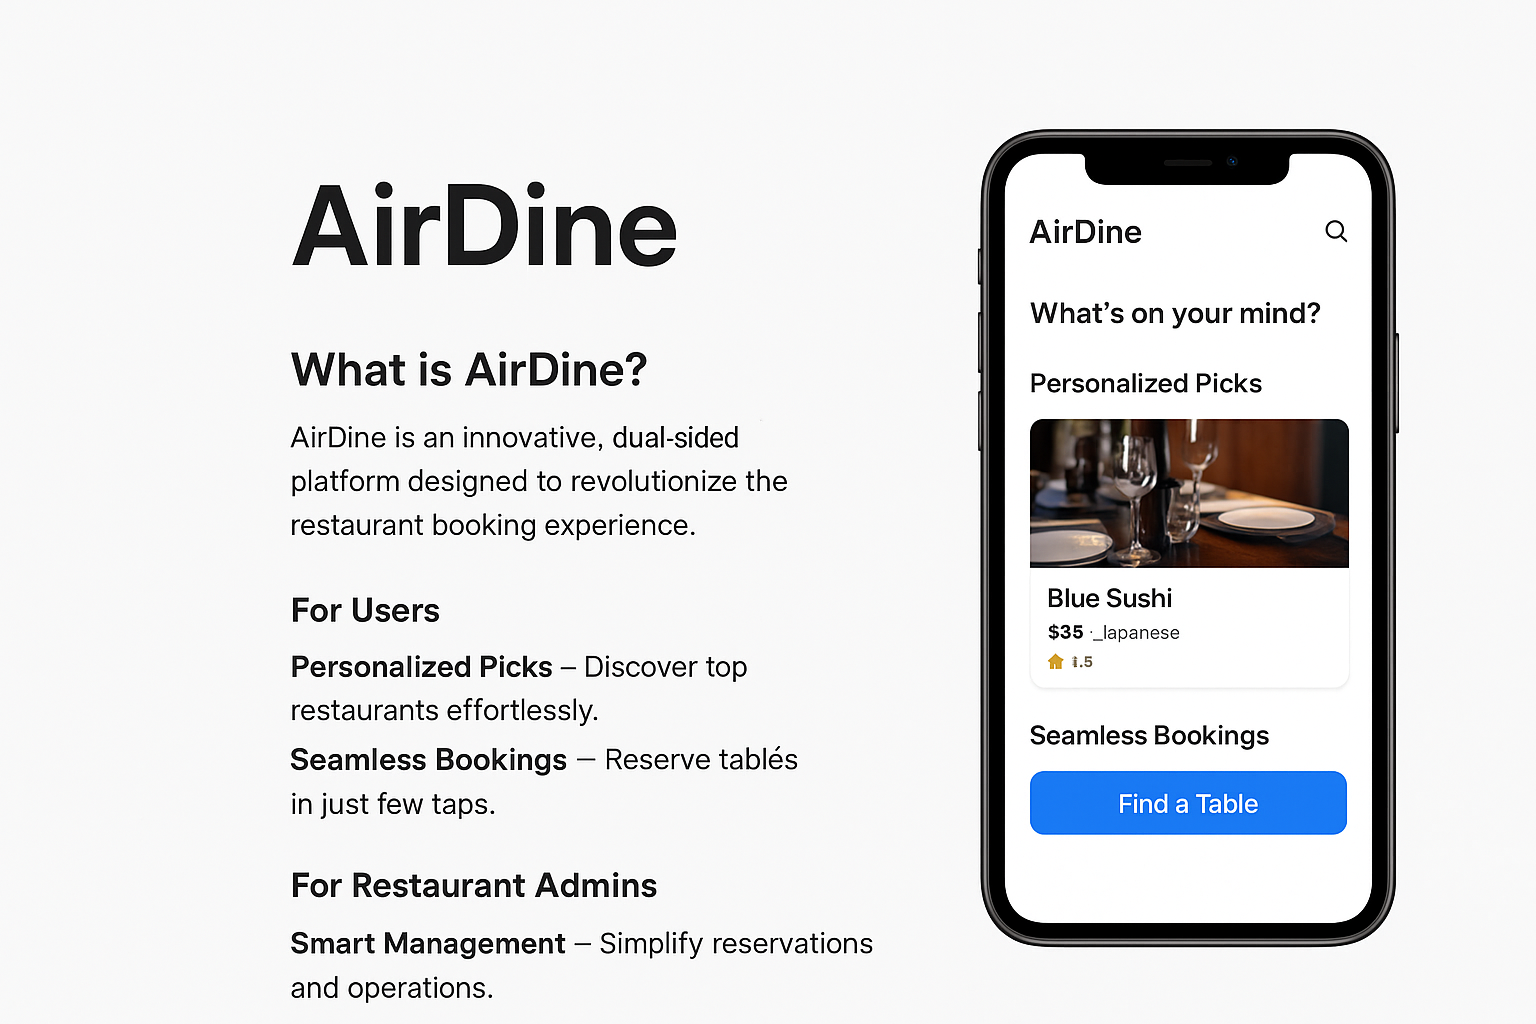 AirDine
What is AirDine?
AirDine is an innovative, dual-sided
platform designed to revolutionize the
restaurant booking experience.
For Users
Personalized Picks – Discover top
restaurants effortlessly.
Seamless Bookings – Reserve tablés
in just few taps.
For Restaurant Admins
Smart Management – Simplify reservations
and operations.
AirDine
What's on your mind?
Personalized Picks
Blue Sushi
$35 ·
Seamless Bookings
Find a Table